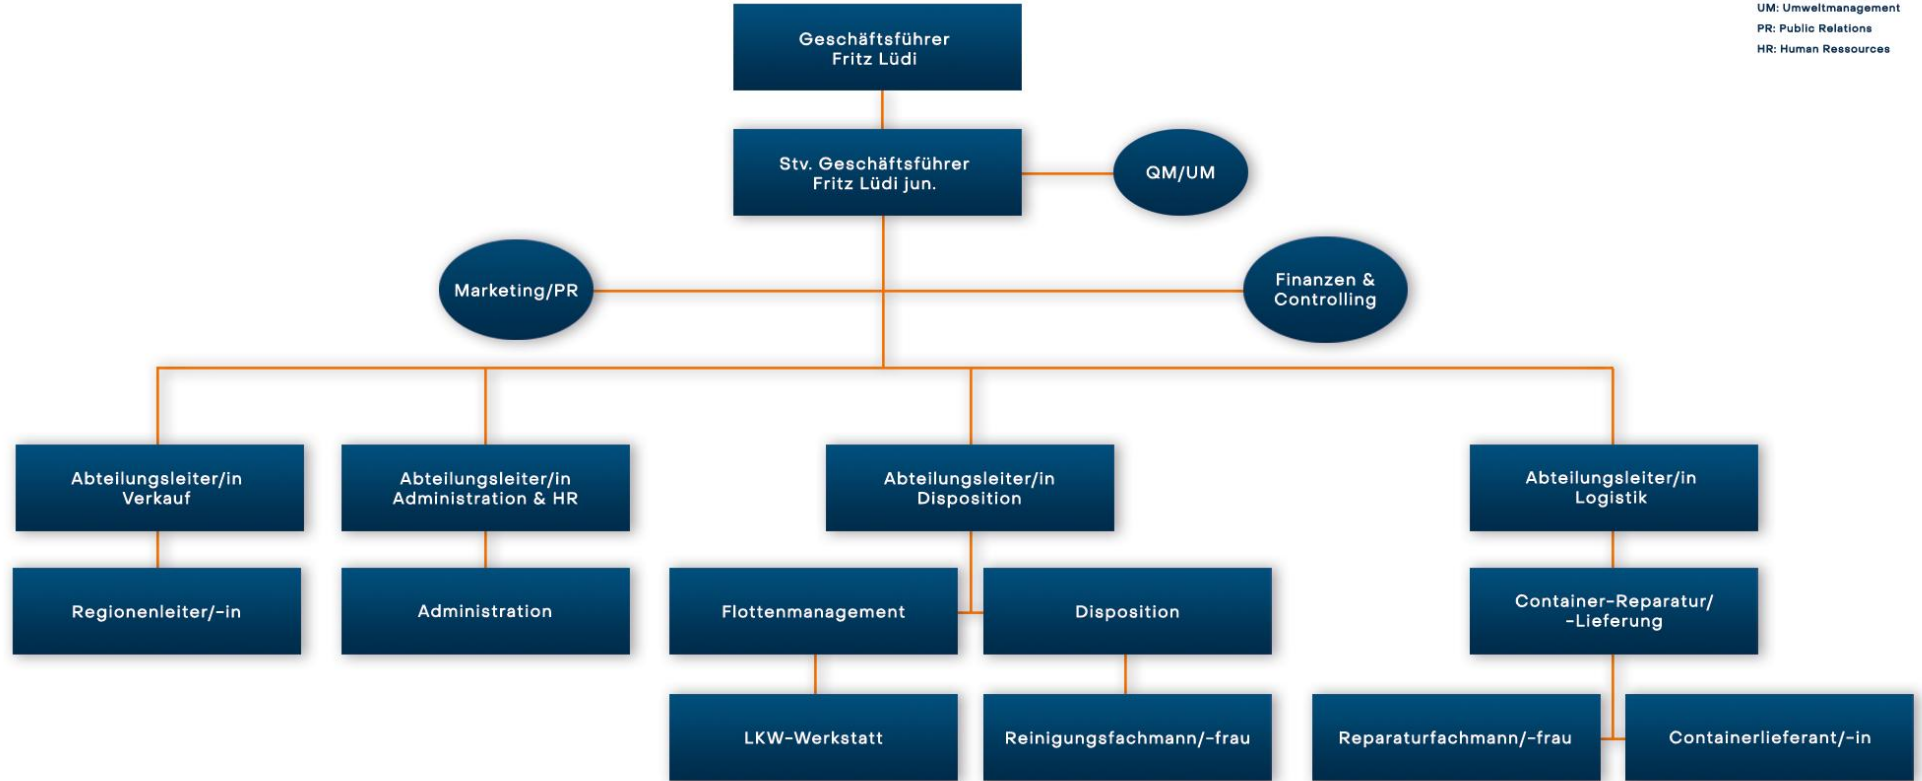 UM: Umweltmanagement
PR: Public Relations
HR: Human Ressources
Geschäftsführer
Fritz Lüdi
Stv. Geschäftsführer
Fritz Lüdi jun.
QM/UM
Marketing/PR
Finanzen &
Controlling
Abteilungsleiter/in
Verkauf
Abteilungsleiter/in
Administration & HR
Abteilungsleiter/in
Disposition
Abteilungsleiter/in
Logistik
Regionenleiter/-in
Administration
Flottenmanagement
Disposition
Container-Reparatur/
-Lieferung
LKW-Werkstatt
Reinigungsfachmann/-frau
Reparaturfachmann/-frau
Containerlieferant/-in